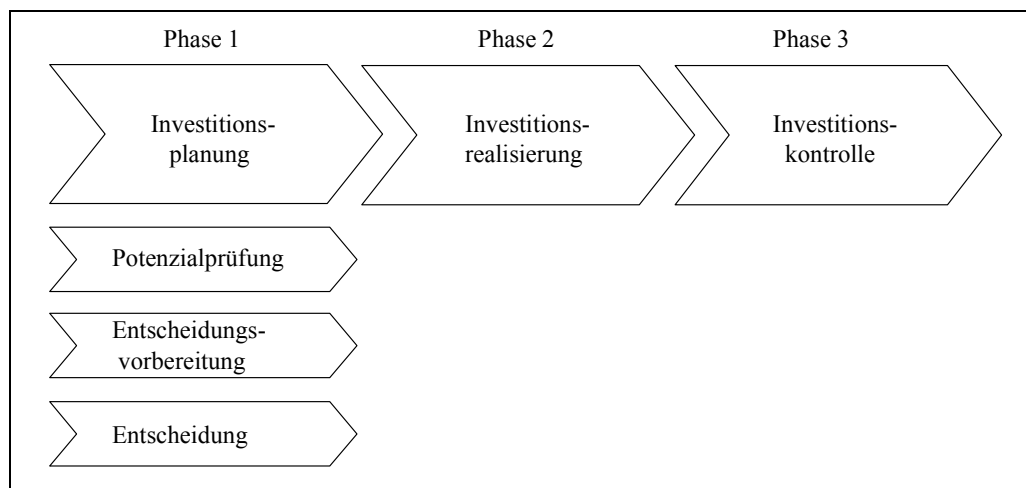 Phase 1
Phase 2
Phase 3
Investitions-
planung
Investitions-
realisierung
Investitions-
kontrolle
Potenzialprüfung
Entscheidungs-
vorbereitung
Entscheidung